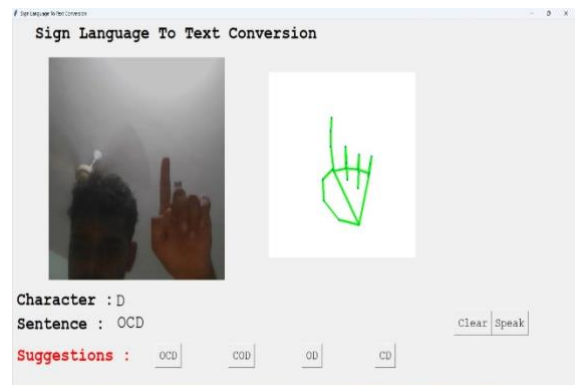 Sign Language To Text Conversion
Sign Language To Text Conversion
Character : D
Sentence : OCD
Clear Speak
Suggestions : OCD COD OD CD